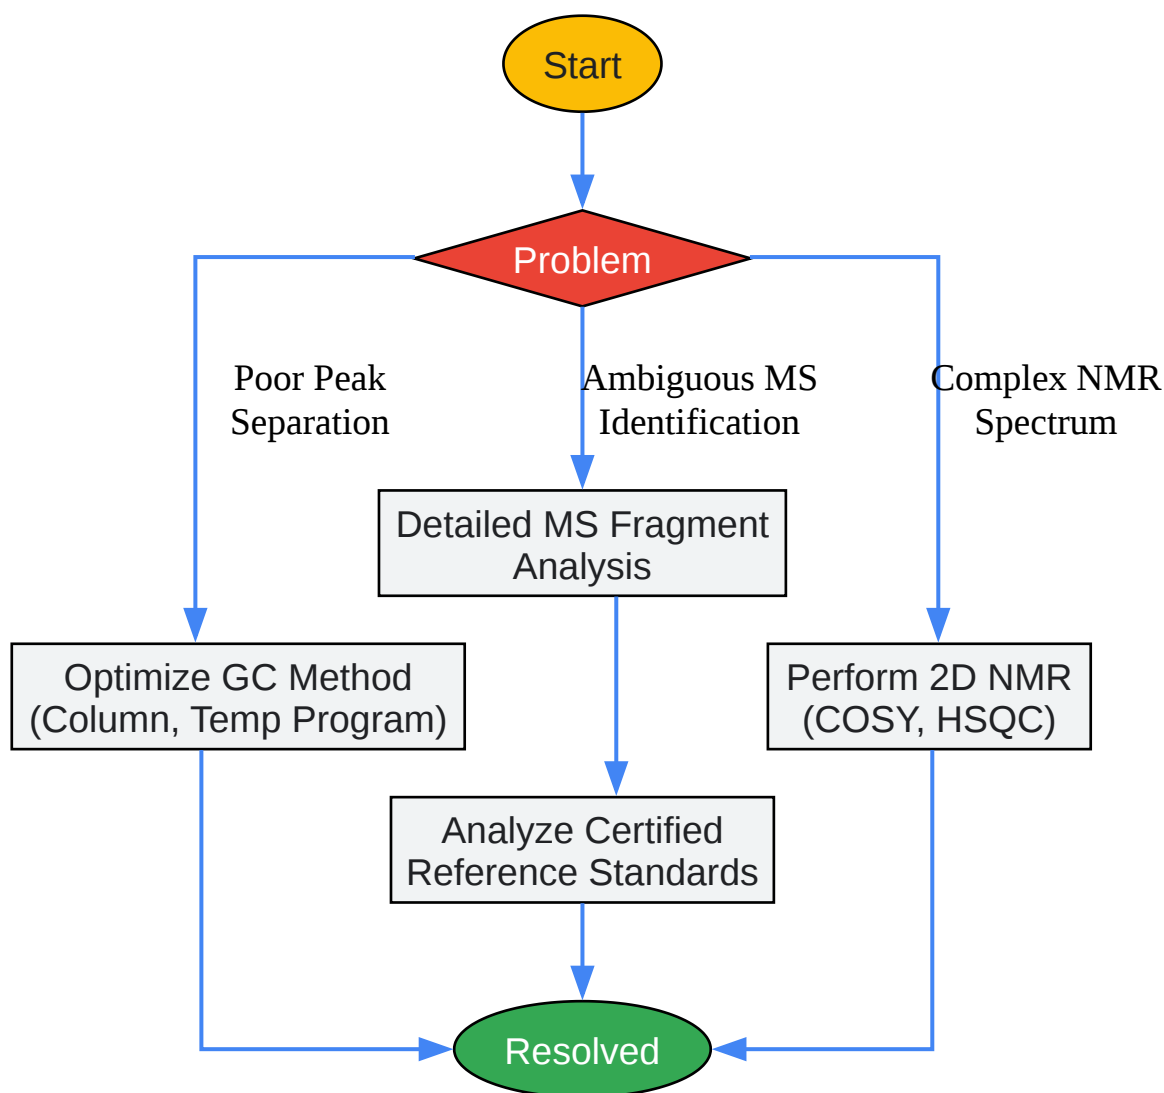 Start
Problem
Poor Peak
Separation
Ambiguous MS
Identification
Complex NMR
Spectrum
Detailed MS Fragment
Analysis
Optimize GC Method
(Column, Temp Program)
Perform 2D NMR
(COSY, HSQC)
Analyze Certified
Reference Standards
Resolved